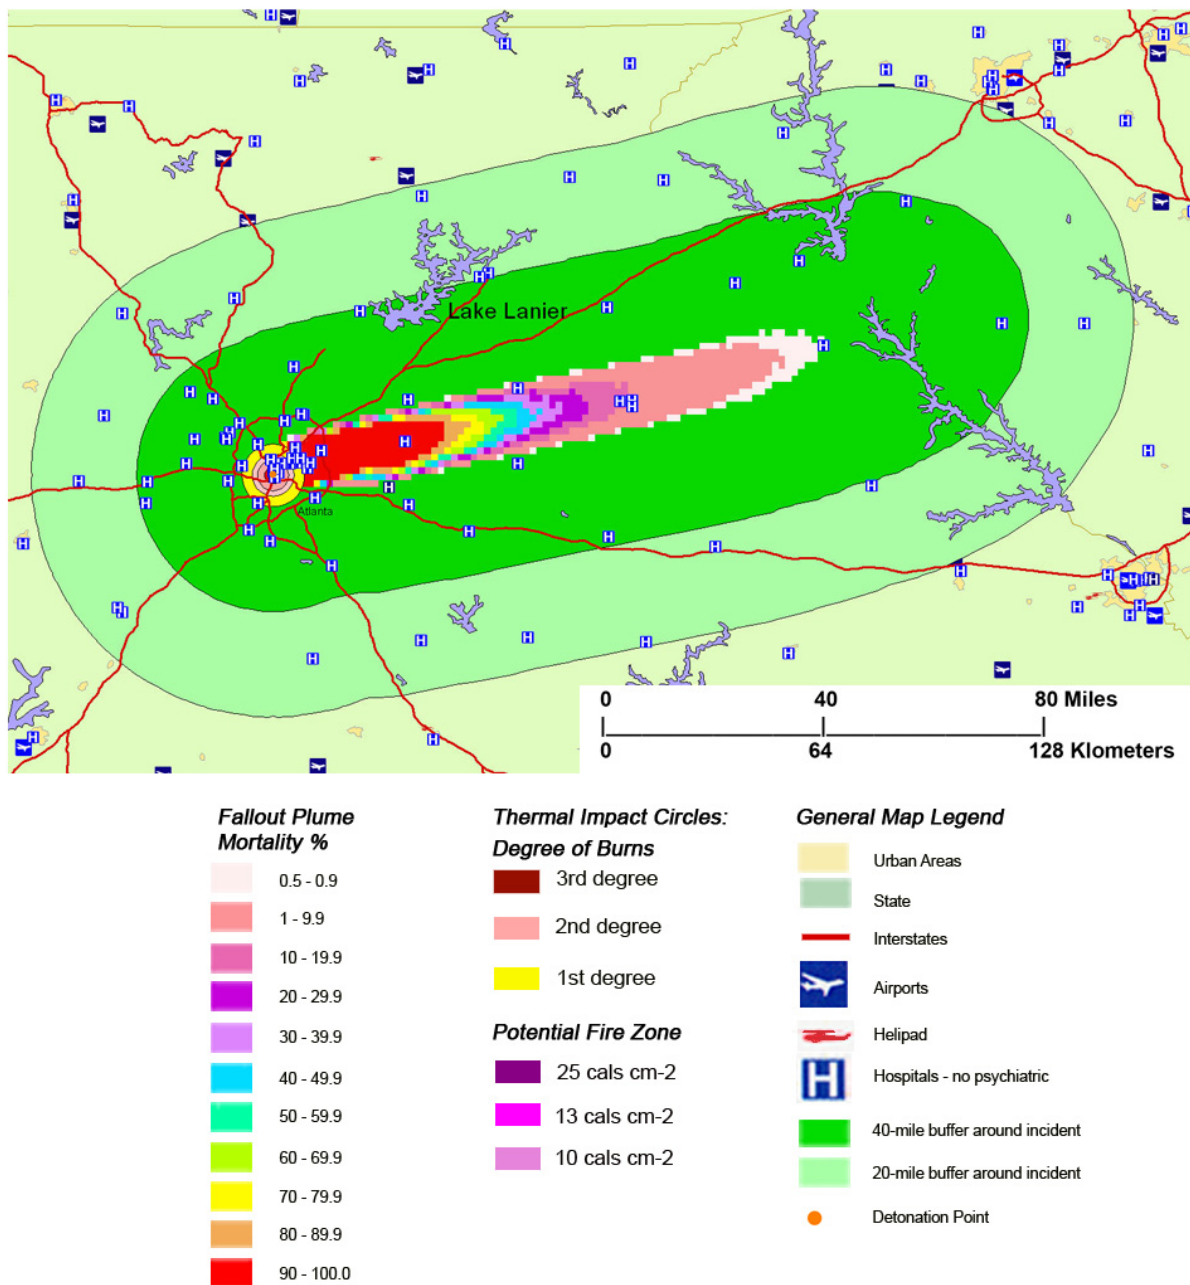 Lake Lanier
Atlanta
0 40 80 Miles
0 64 128 Klometers
Fallout Plume
Mortality %
0.5 - 0.9
1 - 9.9
10 - 19.9
20 - 29.9
30 - 39.9
40 - 49.9
50 - 59.9
60 - 69.9
70 - 79.9
80 - 89.9
90 - 100.0
Thermal Impact Circles:
Degree of Burns
3rd degree
2nd degree
1st degree
Potential Fire Zone
25 cals cm-2
13 cals cm-2
10 cals cm-2
General Map Legend
Urban Areas
State
Interstates
Airports
Helipad
H
Hospitals - no psychiatric
40-mile buffer around incident
20-mile buffer around incident
Detonation Point